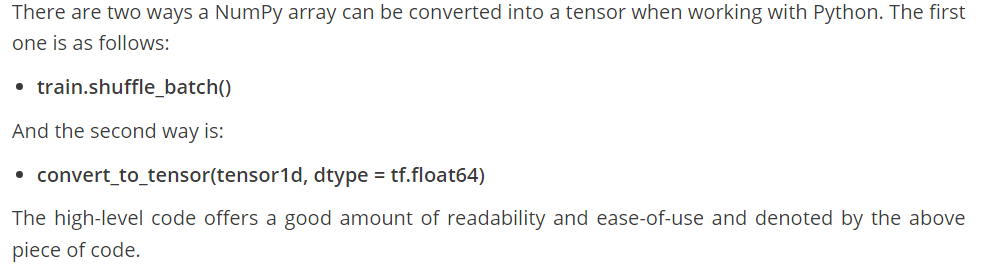 There are two ways a NumPy array can be converted into a tensor when working with Python. The first
one is as follows:
• train.shuffle_batch()
And the second way is:
• convert_to_tensor(tensor1d, dtype = tf.float64)
The high-level code offers a good amount of readability and ease-of-use and denoted by the above
piece of code.